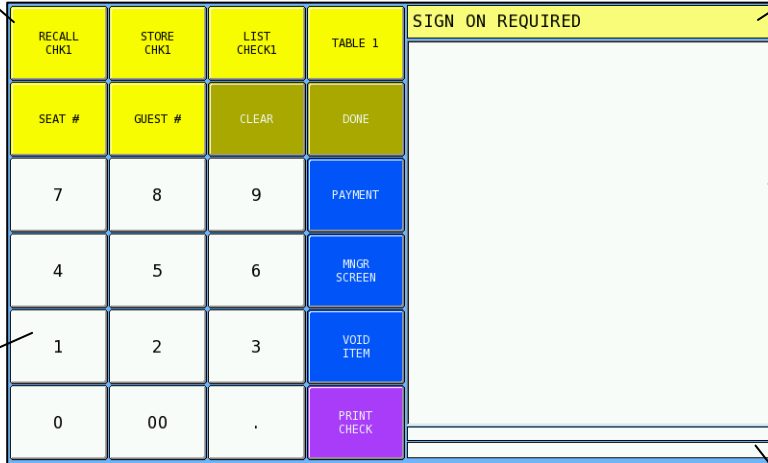 RECALL
CHK1
STORE
CHK1
LIST
CHECK1
TABLE 1
SIGN ON REQUIRED
SEAT #
GUEST #
CLEAR
DONE
7
8
9
PAYMENT
4
5
6
MNGR
SCREEN
1
2
3
VOID
ITEM
0
00
.
PRINT
CHECK